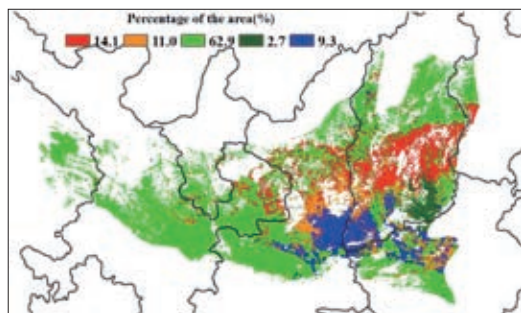 Percentage of the area(%)
14.1 11.0 62.9 2.7 9.3